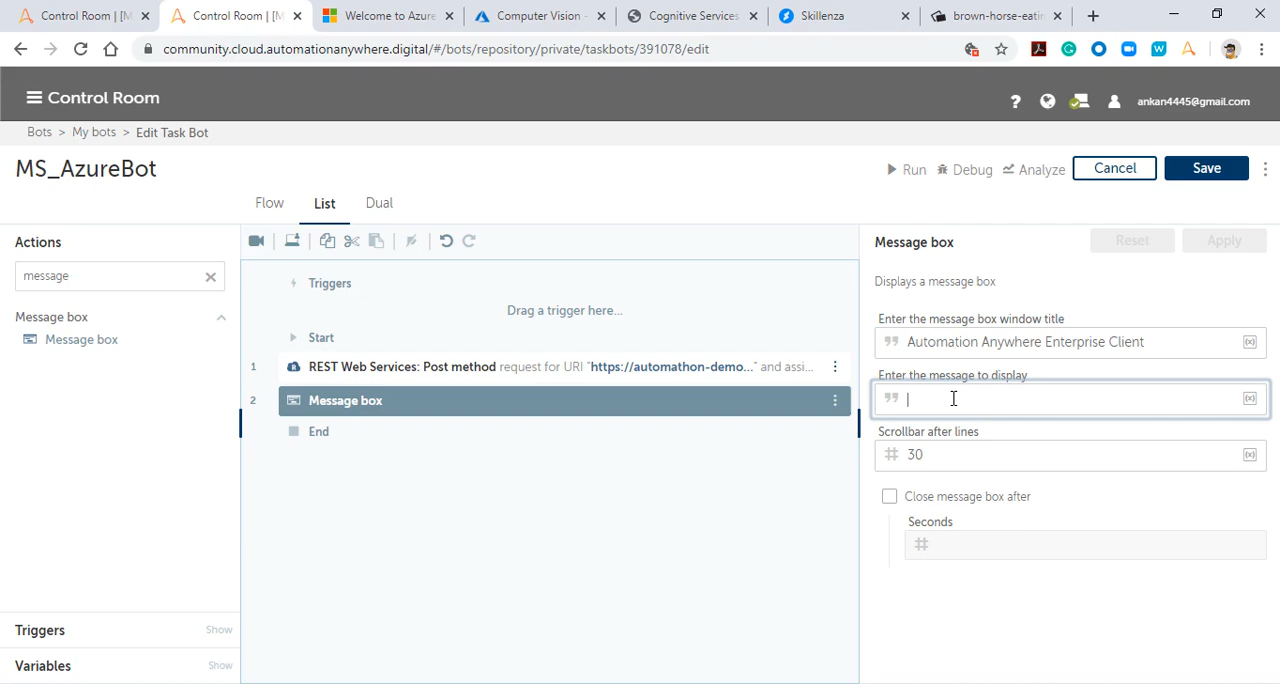 Control Room | [M
Control Room | [M
Welcome to Azure
Computer Vision -
Cognitive Services
Skillenza
brown-horse-eatin
community.cloud.automationanywhere.digital/#/bots/repository/private/taskbots/391078/edit
Control Room
ankan4445@gmail.com
Bots > My bots > Edit Task Bot
MS_AzureBot
Run
Debug
Analyze
Cancel
Save
Flow
List
Dual
Actions
message
Message box
Message box
Triggers
Show
Variables
Show
Triggers
Drag a trigger here...
Start
1 REST Web Services: Post method request for URI "https://automathon-demo..." and assi...
2 Message box
End
Message box
Reset
Apply
Displays a message box
Enter the message box window title
Automation Anywhere Enterprise Client
(x)
Enter the message to display
(x)
Scrollbar after lines
# 30
(x)
Close message box after
Seconds
#